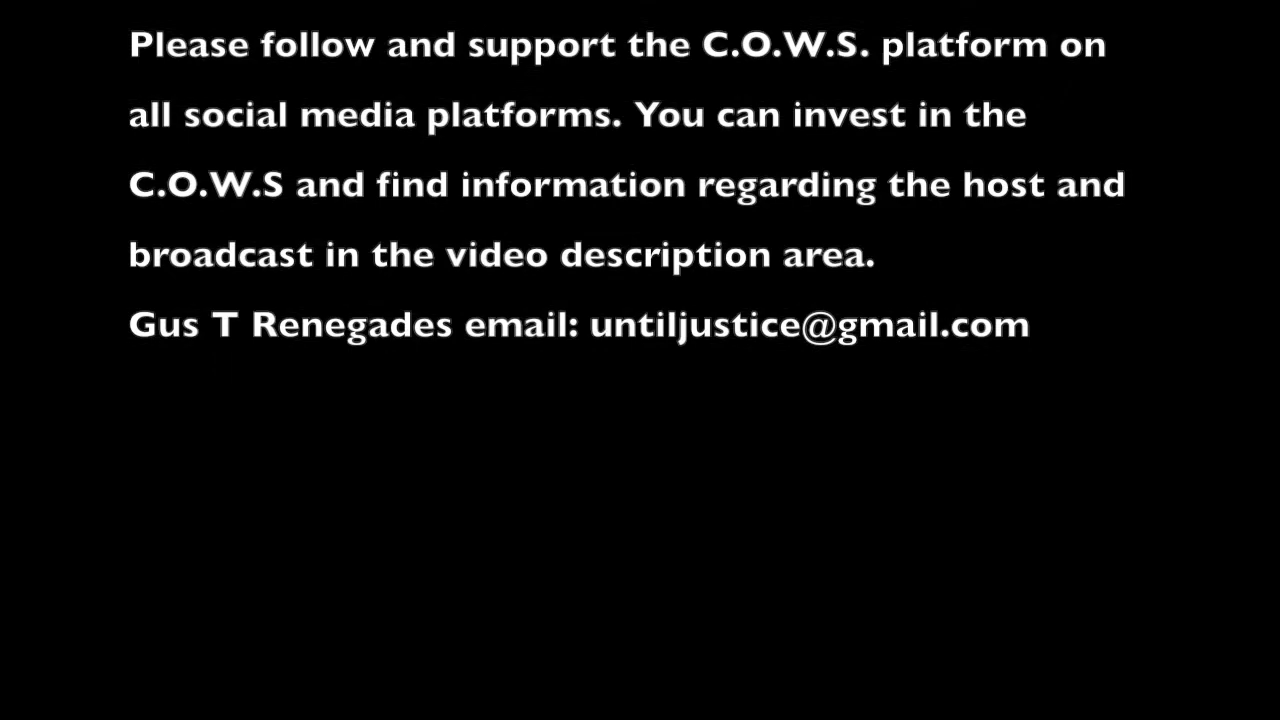 Please follow and support the C.O.W.S. platform on
all social media platforms. You can invest in the
C.O.W.S and find information regarding the host and
broadcast in the video description area.
Gus T Renegades email: untiljustice@gmail.com